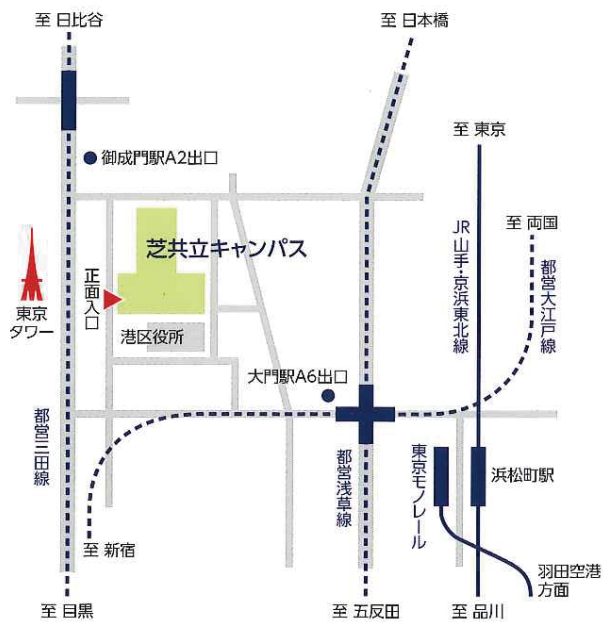 至 日比谷
至 日本橋
至 東京
御成門駅A2出口
至 両国
芝共立キャンパス
JR山手・京浜東北線
都営大江戸線
正面入口
東京
タワー
港区役所
大門駅A6出口
都営三田線
都営浅草線
東京モノレール
浜松町駅
至 新宿
羽田空港
方面
至 目黒
至 五反田
至 品川